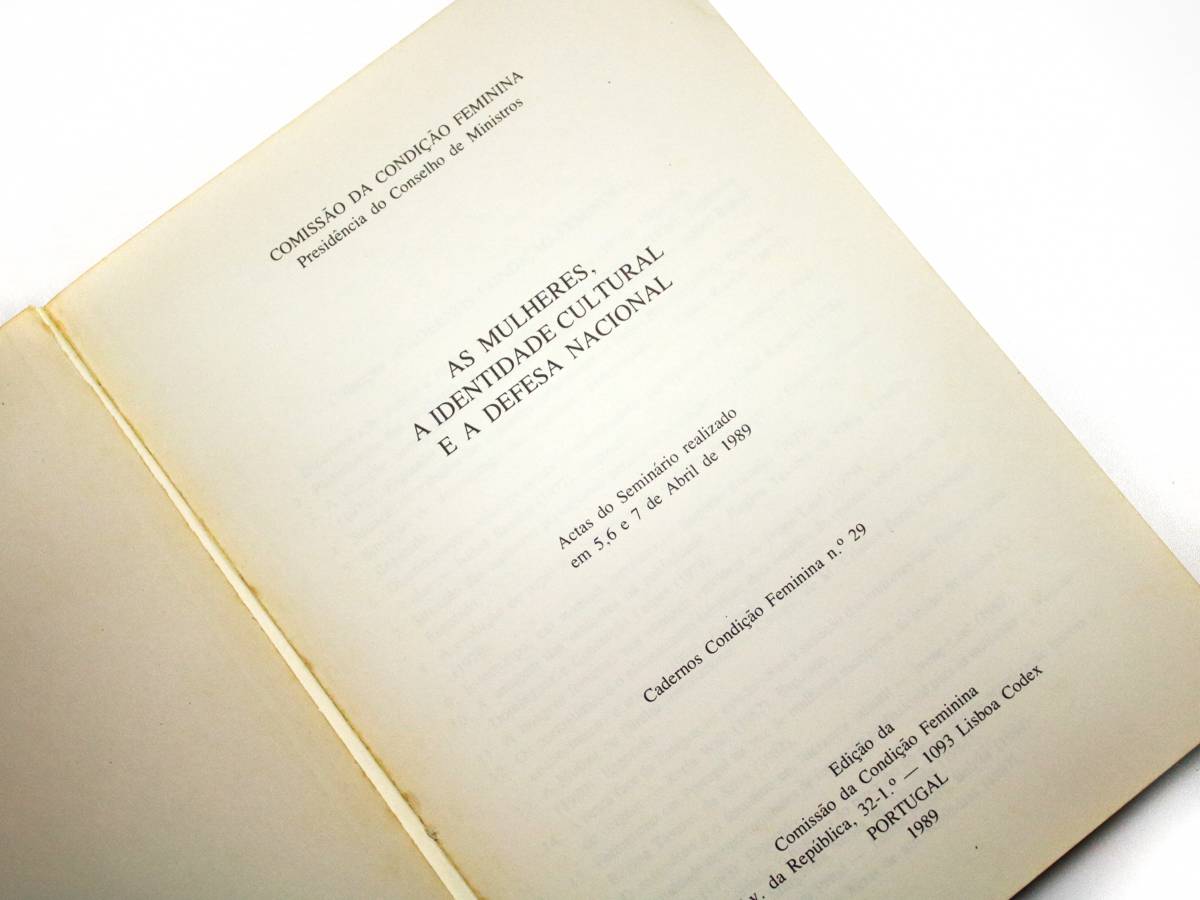 COMISSÃO DA CONDIÇÃO FEMININA
Presidência do Conselho de Ministros
AS MULHERES,
A IDENTIDADE CULTURAL
E A DEFESA NACIONAL
Actas do Seminário realizado
em 5,6 e 7 de Abril de 1989
Cadernos Condição Feminina n.º 29
Edição da
Comissão da Condição Feminina
v. da República, 32-1.º — 1093 Lisboa Codex
PORTUGAL
1989